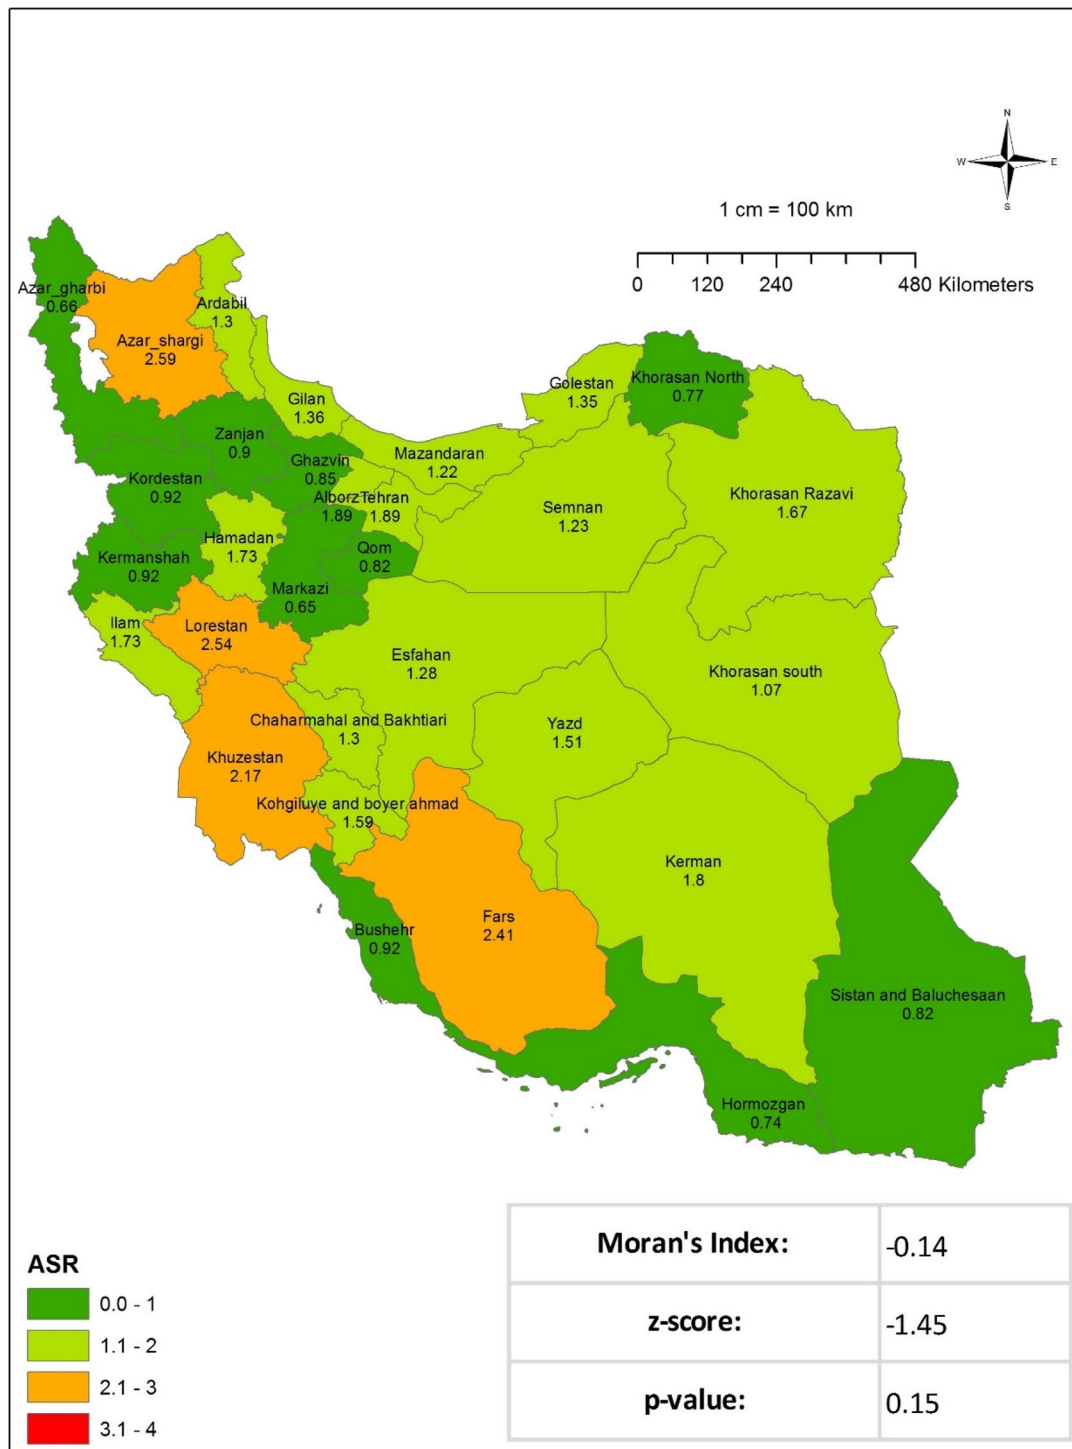 N
W E
S
1 cm = 100 km
0 120 240 480 Kilometers
Azar_gharbi
0.66
Azar_shargi
2.59
Ardabil
1.3
Gilan
1.36
Zanjan
0.9
Ghazvin
0.85
Mazandaran
1.22
Golestan
1.35
Khorasan North
0.77
Khorasan Razavi
1.67
Semnan
1.23
Kordestan
0.92
Hamadan
1.73
Alborz
1.89
Tehran
1.89
Qom
0.82
Kermanshah
0.92
Markazi
0.65
Ilam
1.73
Lorestan
2.54
Esfahan
1.28
Khorasan south
1.07
Chaharmahal and Bakhtiari
1.3
Yazd
1.51
Khuzestan
2.17
Kohgiluye and boyer ahmad
1.59
Kerman
1.8
Fars
2.41
Bushehr
0.92
Sistan and Baluchesaan
0.82
Hormozgan
0.74
ASR
0.0 - 1
1.1 - 2
2.1 - 3
3.1 - 4
Moran's Index: -0.14
z-score: -1.45
p-value: 0.15